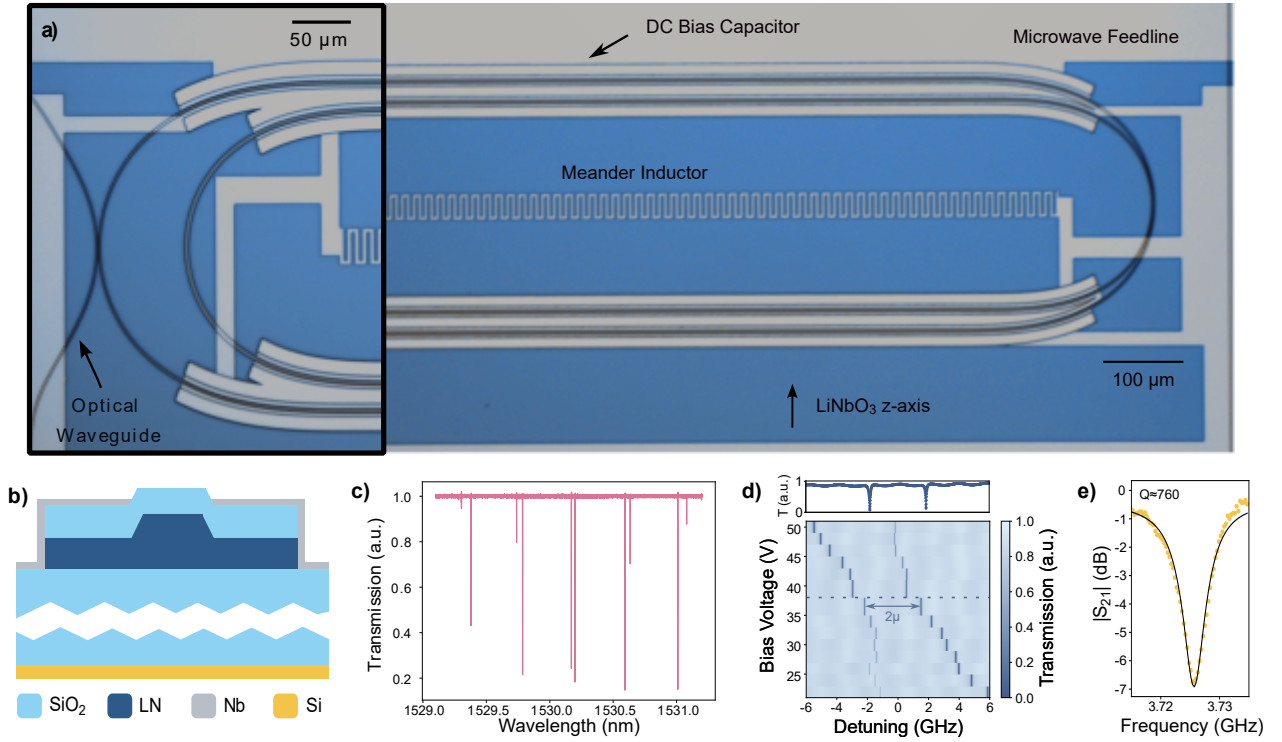 a)
50 μm
DC Bias Capacitor
Microwave Feedline
Meander Inductor
Optical
Waveguide
LiNbO3 z-axis
100 μm
b)
SiO2
LN
Nb
Si
c)
Transmission (a.u.)
1.0
0.8
0.6
0.4
0.2
1529.0
1529.5
1530.0
1530.5
1531.0
Wavelength (nm)
d)
T (a.u.)
1
0
Bias Voltage (V)
50
45
40
35
30
25
2μ
-6
-4
-2
0
2
4
6
Detuning (GHz)
1.0
0.8
0.6
0.4
0.2
0.0
Transmission (a.u.)
e)
Q≈760
|S21| (dB)
0
-1
-2
-3
-4
-5
-6
-7
3.72
3.73
Frequency (GHz)